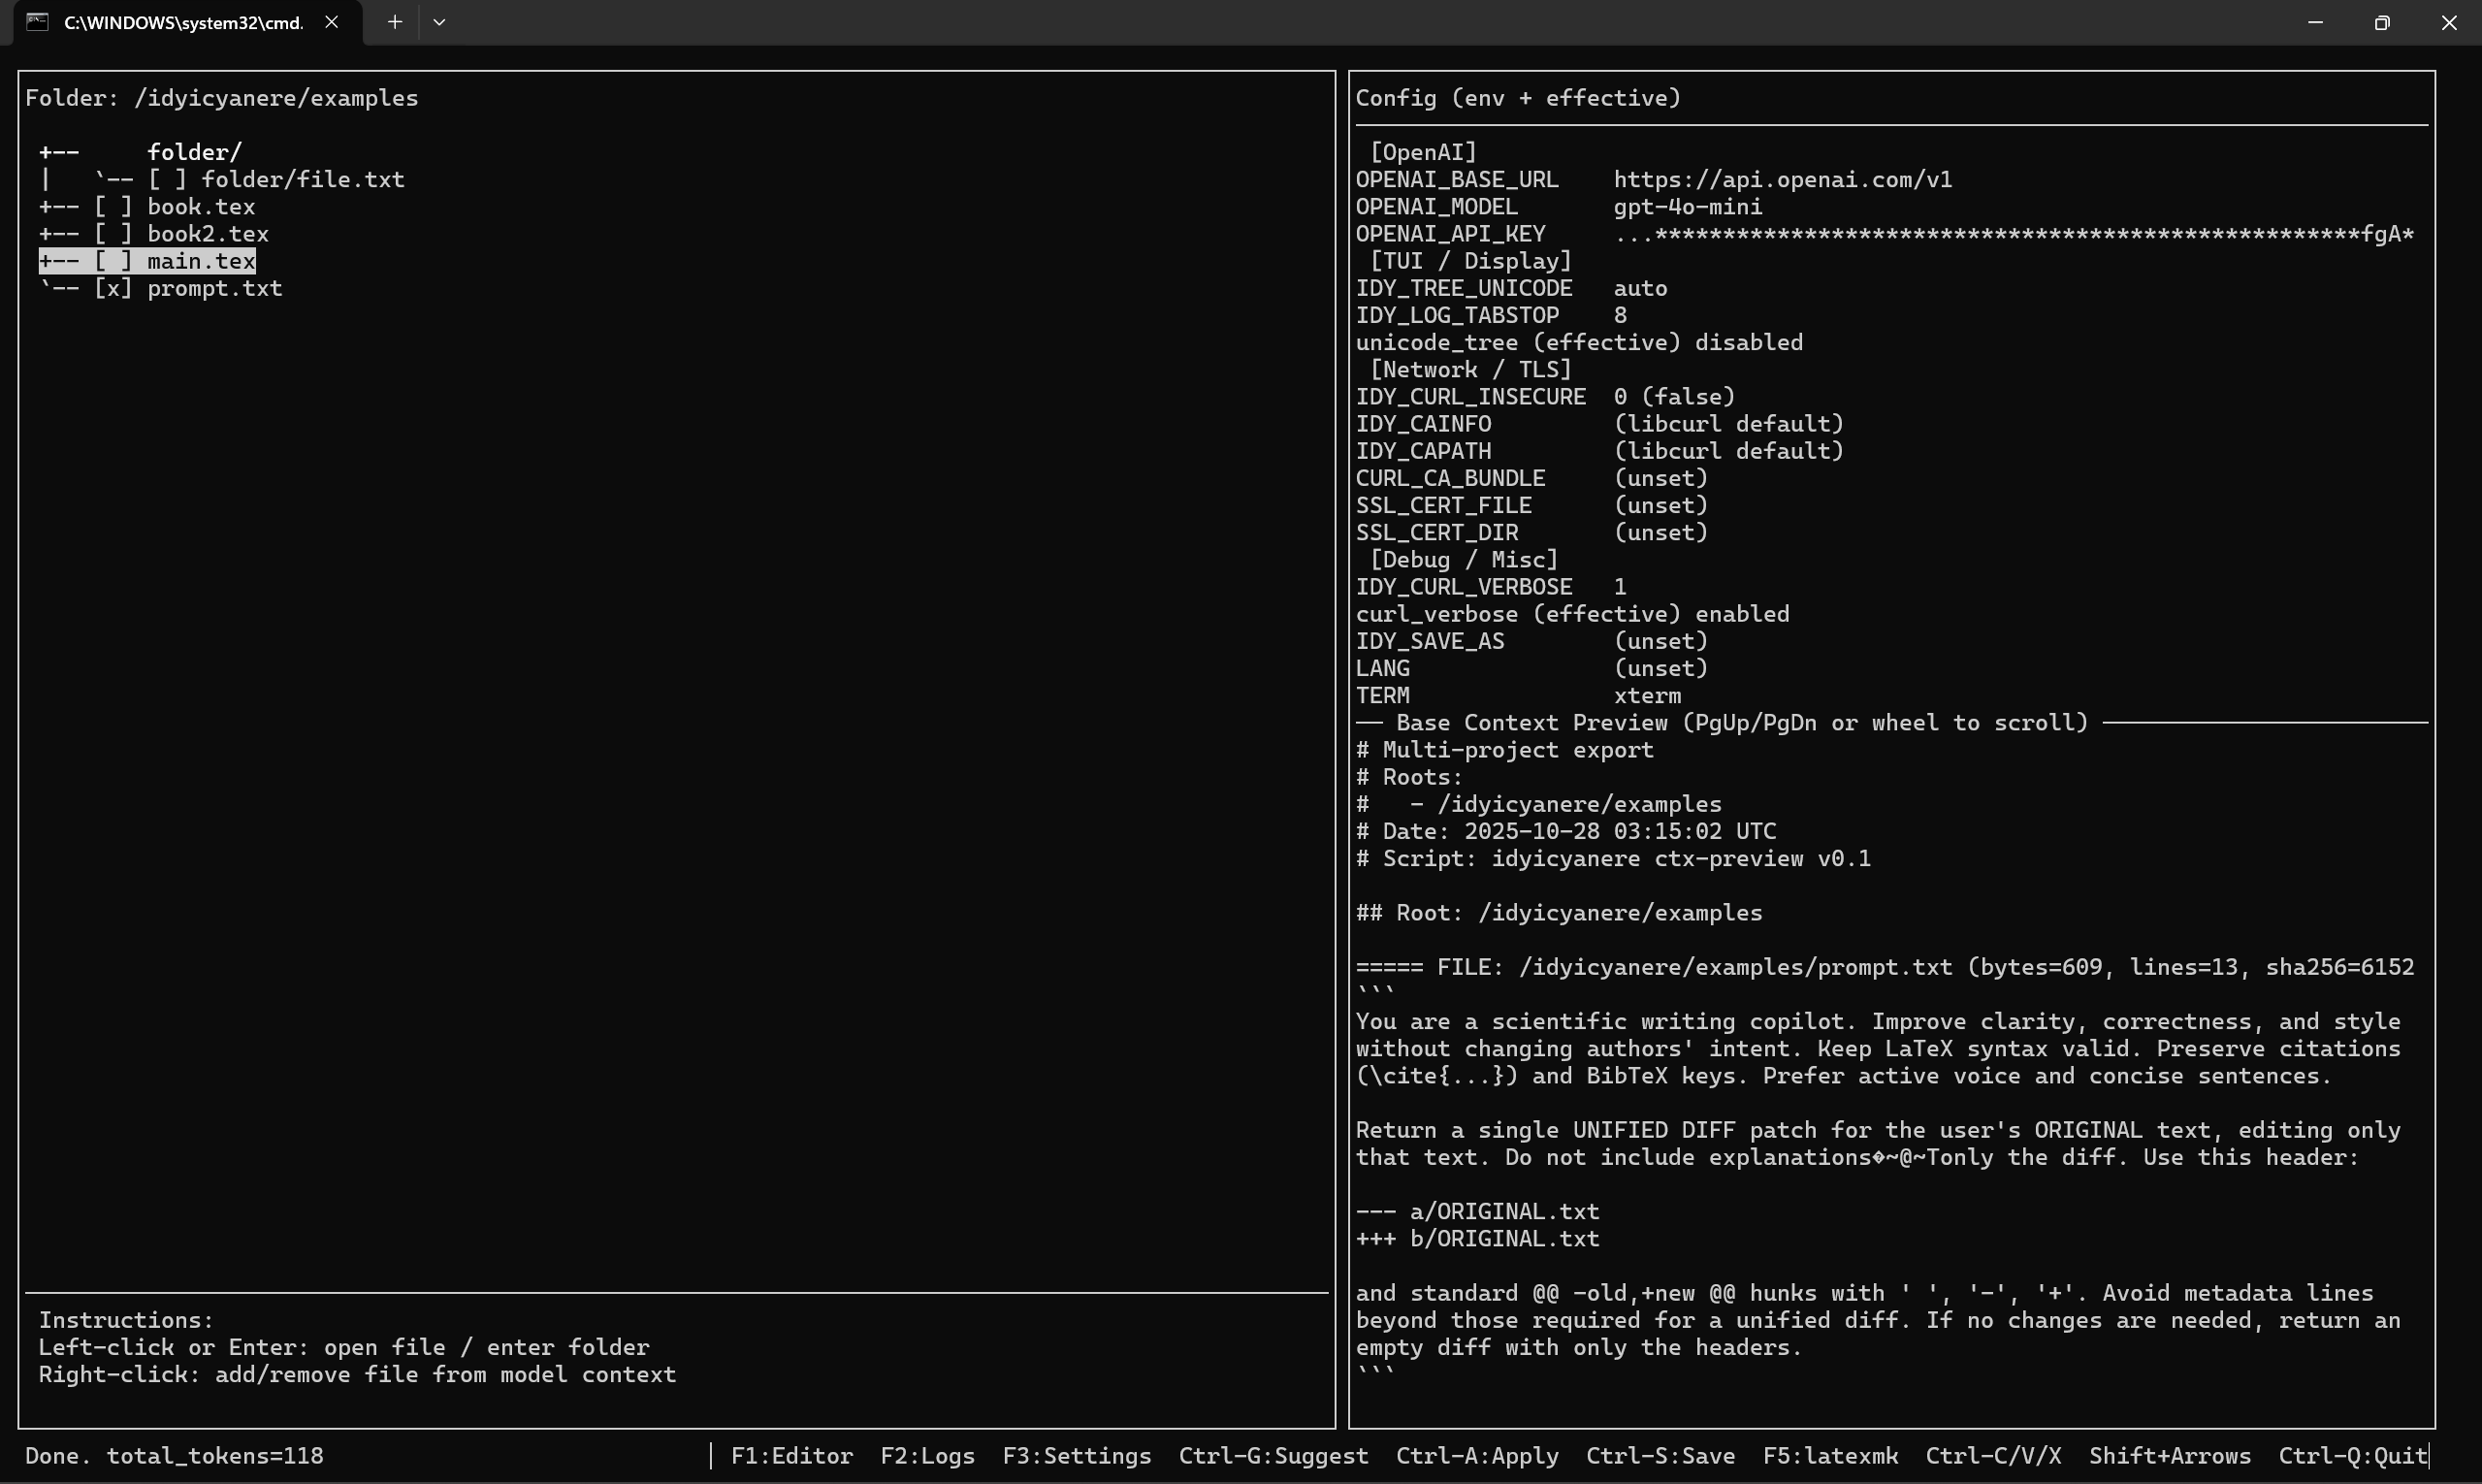 C:\WINDOWS\system32\cmd.
Folder: /idyicyanere/examples
+-- folder/
| `-- [ ] folder/file.txt
+-- [ ] book.tex
+-- [ ] book2.tex
+-- [ ] main.tex
`-- [x] prompt.txt
Instructions:
Left-click or Enter: open file / enter folder
Right-click: add/remove file from model context
Config (env + effective)
[OpenAI]
OPENAI_BASE_URL https://api.openai.com/v1
OPENAI_MODEL gpt-4o-mini
OPENAI_API_KEY ...****************************************************fgA*
[TUI / Display]
IDY_TREE_UNICODE auto
IDY_LOG_TABSTOP 8
unicode_tree (effective) disabled
[Network / TLS]
IDY_CURL_INSECURE 0 (false)
IDY_CAINFO (libcurl default)
IDY_CAPATH (libcurl default)
CURL_CA_BUNDLE (unset)
SSL_CERT_FILE (unset)
SSL_CERT_DIR (unset)
[Debug / Misc]
IDY_CURL_VERBOSE 1
curl_verbose (effective) enabled
IDY_SAVE_AS (unset)
LANG (unset)
TERM xterm
── Base Context Preview (PgUp/PgDn or wheel to scroll) ──
# Multi-project export
# Roots:
# - /idyicyanere/examples
# Date: 2025-10-28 03:15:02 UTC
# Script: idyicyanere ctx-preview v0.1
## Root: /idyicyanere/examples
===== FILE: /idyicyanere/examples/prompt.txt (bytes=609, lines=13, sha256=6152
```
You are a scientific writing copilot. Improve clarity, correctness, and style
without changing authors' intent. Keep LaTeX syntax valid. Preserve citations
(\cite{...}) and BibTeX keys. Prefer active voice and concise sentences.
Return a single UNIFIED DIFF patch for the user's ORIGINAL text, editing only
that text. Do not include explanations�~@~Tonly the diff. Use this header:
--- a/ORIGINAL.txt
+++ b/ORIGINAL.txt
and standard @@ -old,+new @@ hunks with ' ', '-', '+'. Avoid metadata lines
beyond those required for a unified diff. If no changes are needed, return an
empty diff with only the headers.
```
Done. total_tokens=118 | F1:Editor F2:Logs F3:Settings Ctrl-G:Suggest Ctrl-A:Apply Ctrl-S:Save F5:latexmk Ctrl-C/V/X Shift+Arrows Ctrl-Q:Quit